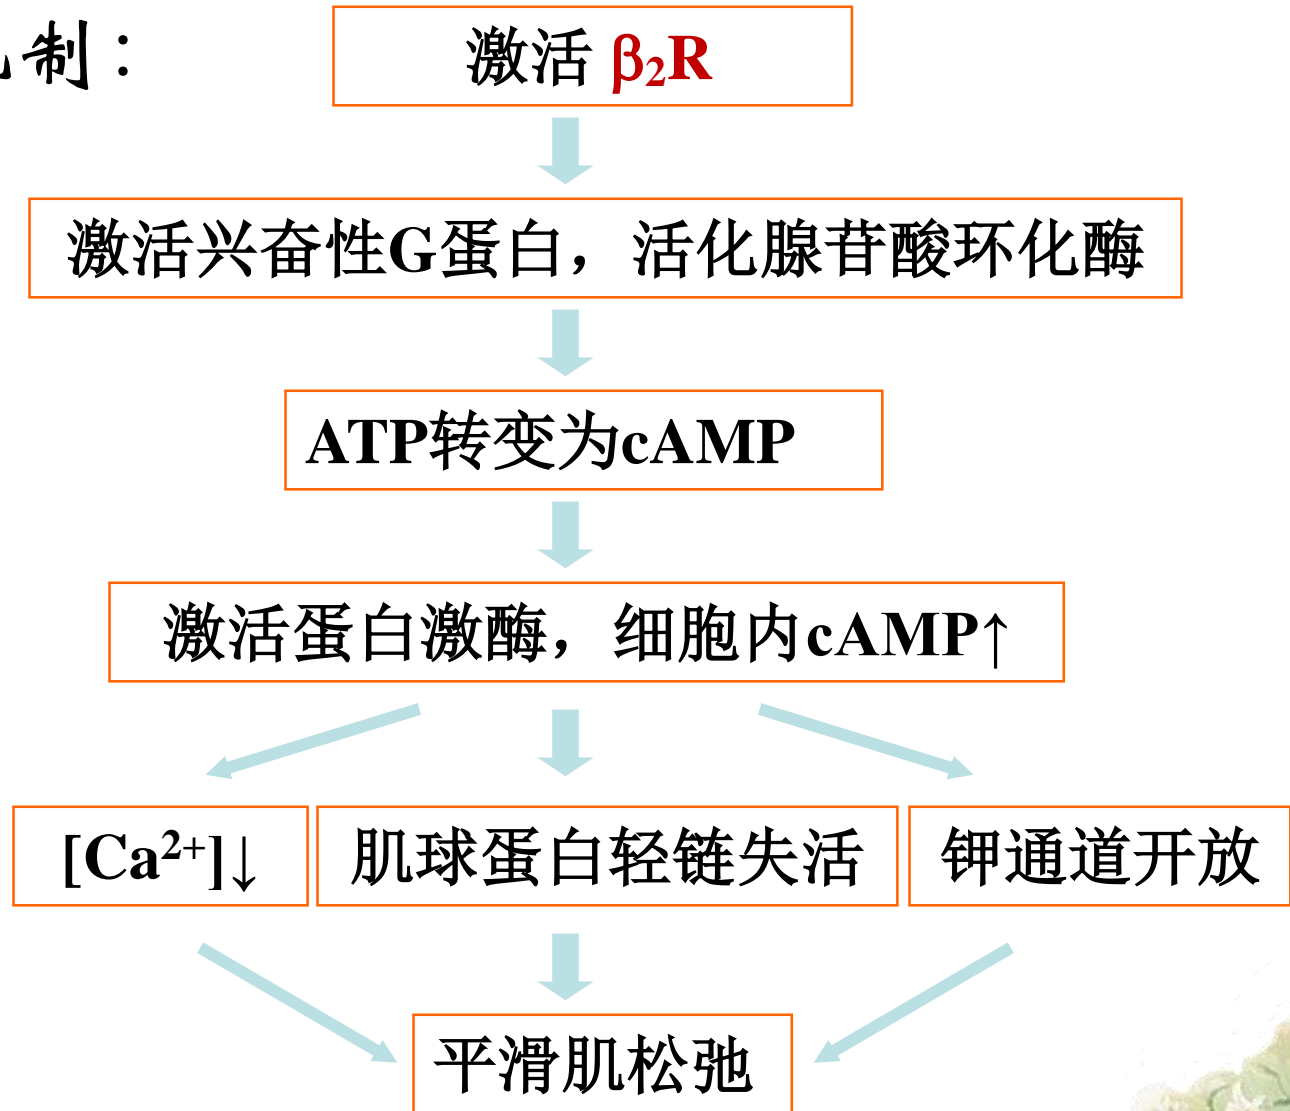 制：
激活 β₂R
激活兴奋性G蛋白，活化腺苷酸环化酶
ATP转变为cAMP
激活蛋白激酶，细胞内cAMP↑
[Ca²⁺]↓
肌球蛋白轻链失活
钾通道开放
平滑肌松弛